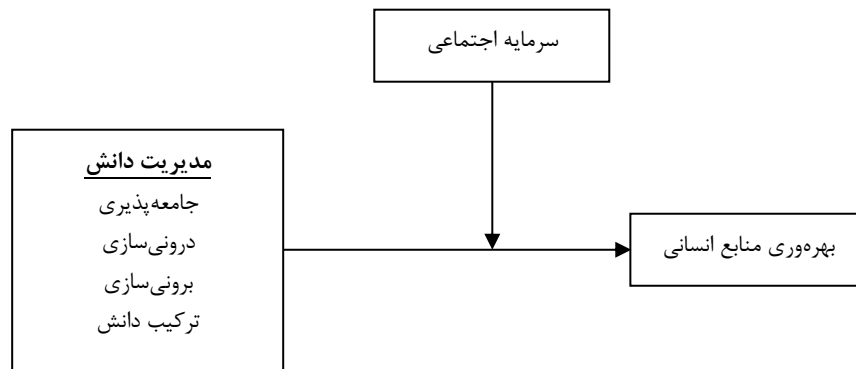 سرمایه اجتماعی
مدیریت دانش
جامعه‌پذیری
درونی‌سازی
برونی‌سازی
ترکیب دانش
بهره‌وری منابع انسانی